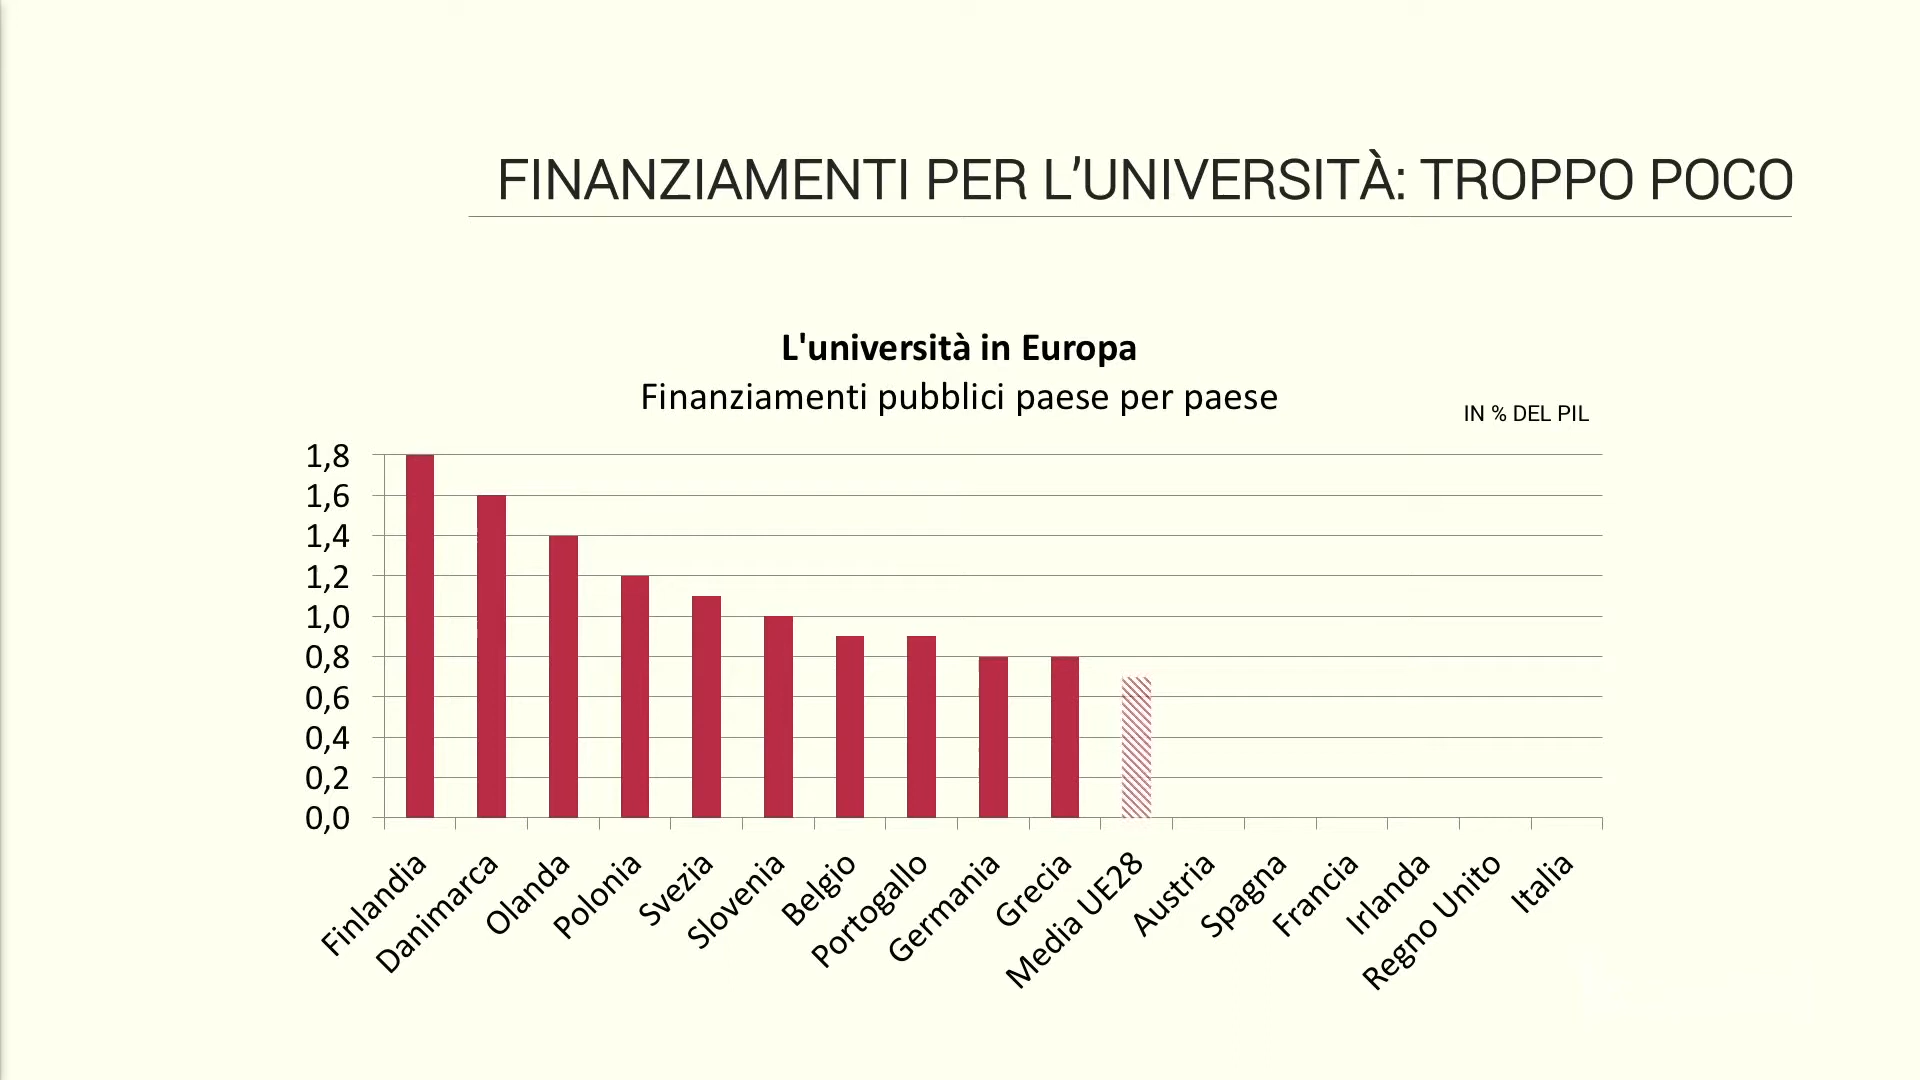 FINANZIAMENTI PER L’UNIVERSITÀ: TROPPO POCO
L'università in Europa
Finanziamenti pubblici paese per paese
IN % DEL PIL
1,8
1,6
1,4
1,2
1,0
0,8
0,6
0,4
0,2
0,0
Finlandia
Danimarca
Olanda
Polonia
Svezia
Slovenia
Belgio
Portogallo
Germania
Grecia
Media UE28
Austria
Spagna
Francia
Irlanda
Regno Unito
Italia